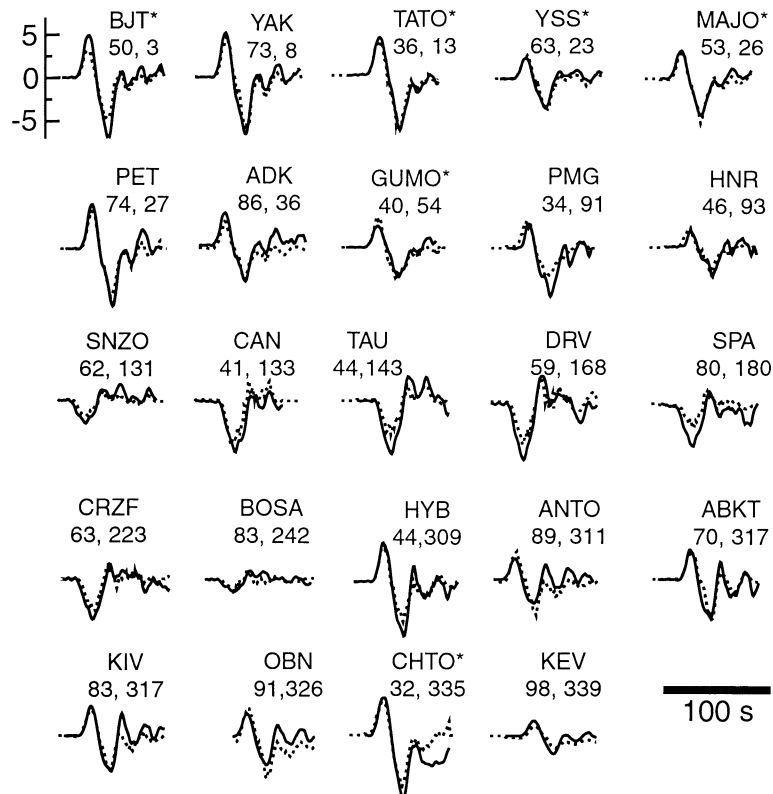 BJT* YAK TATO* YSS* MAJO*
50, 3 73, 8 36, 13 63, 23 53, 26
5
0
-5
PET ADK GUMO* PMG HNR
74, 27 86, 36 40, 54 34, 91 46, 93
SNZO CAN TAU DRV SPA
62, 131 41, 133 44,143 59, 168 80, 180
CRZF BOSA HYB ANTO ABKT
63, 223 83, 242 44,309 89, 311 70, 317
KIV OBN CHTO* KEV
83, 317 91,326 32, 335 98, 339
100 s